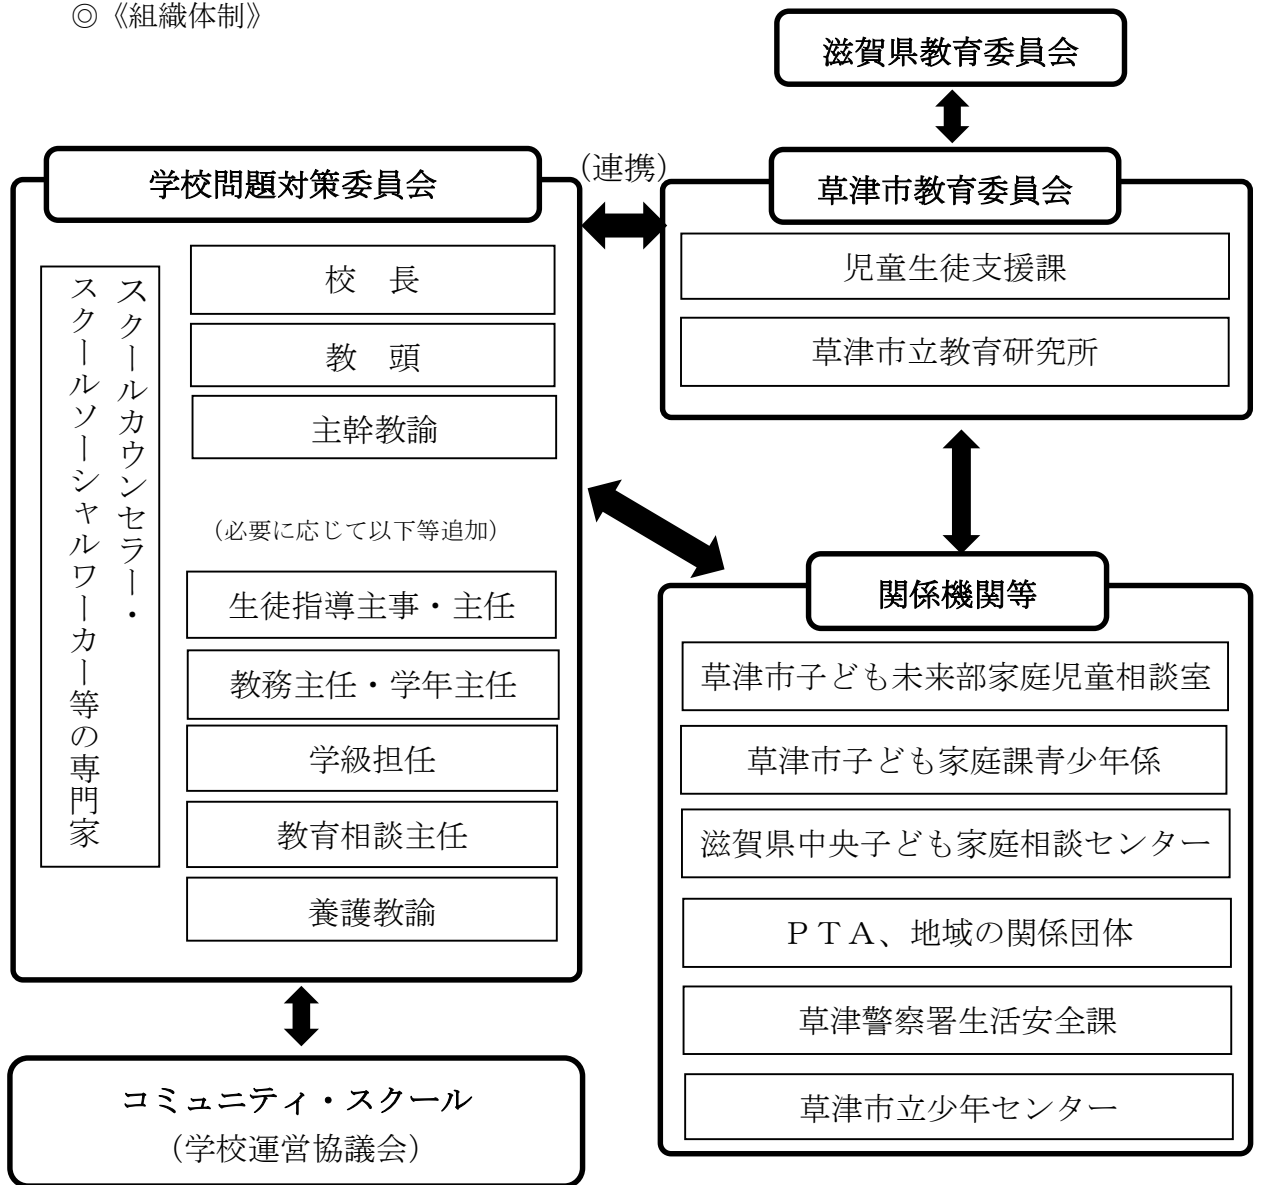 ◎《組織体制》
滋賀県教育委員会
学校問題対策委員会
スクールカウンセラー・
スクールソーシャルワーカー等の専門家
校　長
教　頭
主幹教諭
（必要に応じて以下等追加）
生徒指導主事・主任
教務主任・学年主任
学級担任
教育相談主任
養護教諭
（連携）
草津市教育委員会
児童生徒支援課
草津市立教育研究所
関係機関等
草津市子ども未来部家庭児童相談室
草津市子ども家庭課青少年係
滋賀県中央子ども家庭相談センター
ＰＴＡ、地域の関係団体
草津警察署生活安全課
草津市立少年センター
コミュニティ・スクール
（学校運営協議会）